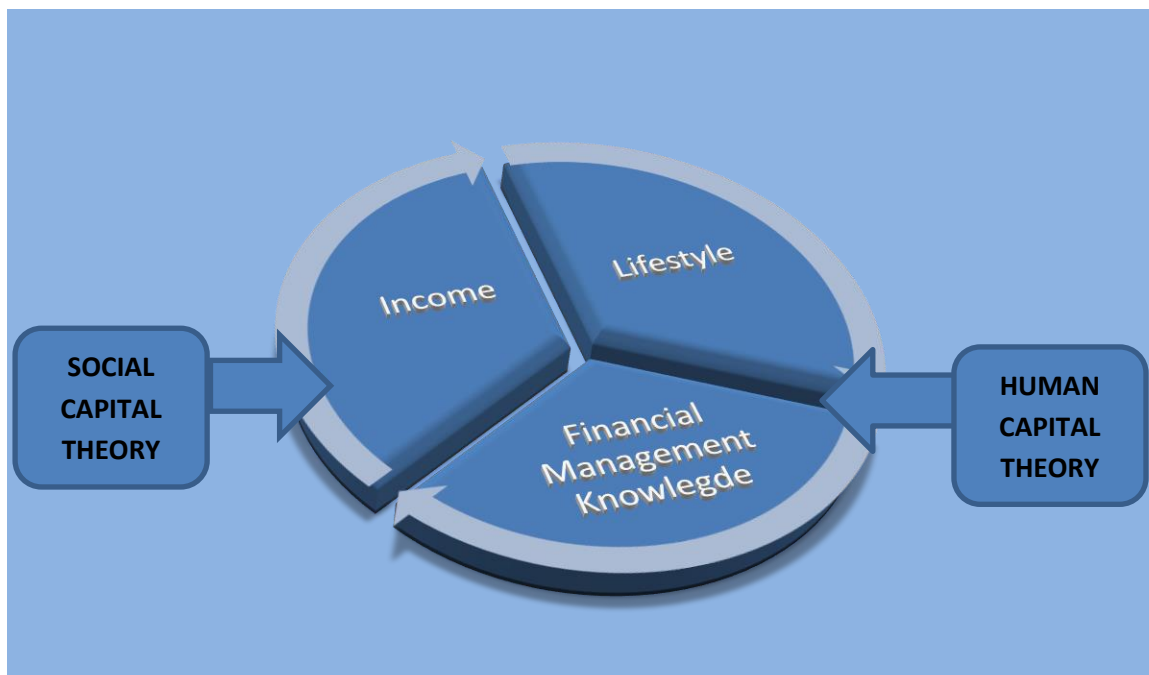 Income
Lifestyle
SOCIAL
CAPITAL
THEORY
Financial
Management
Knowlegde
HUMAN
CAPITAL
THEORY